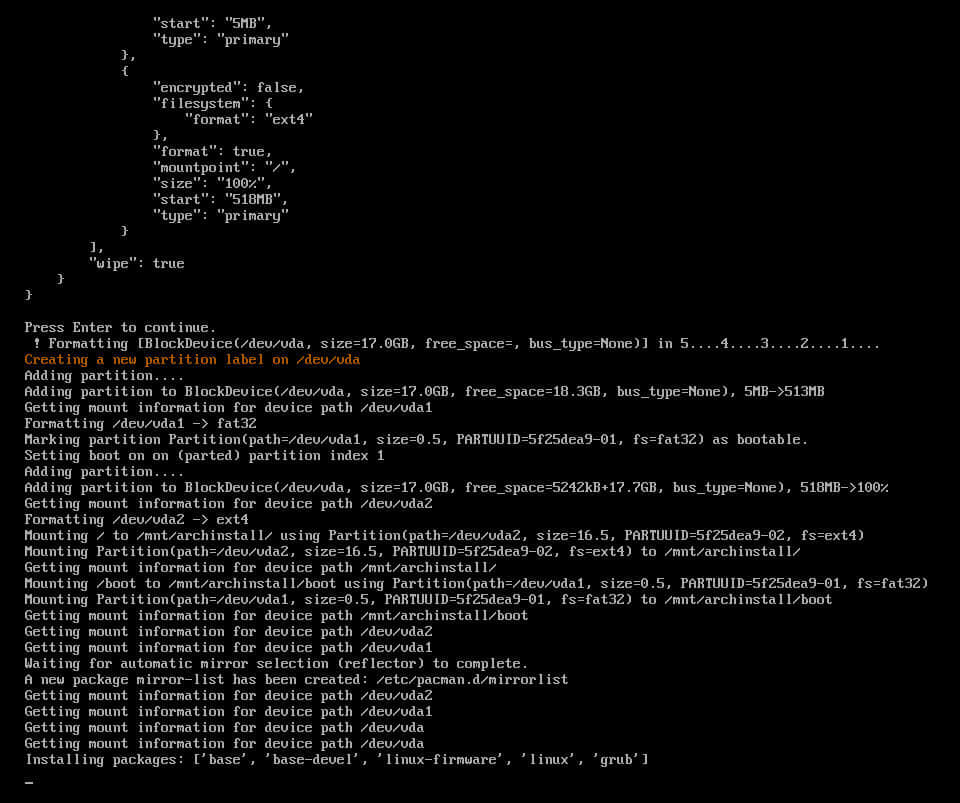 "start": "5MB",
"type": "primary"
},
{
"encrypted": false,
"filesystem": {
"format": "ext4"
},
"format": true,
"mountpoint": "/",
"size": "100%",
"start": "518MB",
"type": "primary"
}
],
"wipe": true
}
}
Press Enter to continue.
! Formatting [BlockDevice(/dev/vda, size=17.0GB, free_space=, bus_type=None)] in 5....4....3....2....1....
Creating a new partition label on /dev/vda
Adding partition....
Adding partition to BlockDevice(/dev/vda, size=17.0GB, free_space=18.3GB, bus_type=None), 5MB->513MB
Getting mount information for device path /dev/vda1
Formatting /dev/vda1 -> fat32
Marking partition Partition(path=/dev/vda1, size=0.5, PARTUUID=5f25dea9-01, fs=fat32) as bootable.
Setting boot on on (parted) partition index 1
Adding partition....
Adding partition to BlockDevice(/dev/vda, size=17.0GB, free_space=5242kB+17.7GB, bus_type=None), 518MB->100%
Getting mount information for device path /dev/vda2
Formatting /dev/vda2 -> ext4
Mounting / to /mnt/archinstall/ using Partition(path=/dev/vda2, size=16.5, PARTUUID=5f25dea9-02, fs=ext4)
Mounting Partition(path=/dev/vda2, size=16.5, PARTUUID=5f25dea9-02, fs=ext4) to /mnt/archinstall/
Getting mount information for device path /mnt/archinstall/
Mounting /boot to /mnt/archinstall/boot using Partition(path=/dev/vda1, size=0.5, PARTUUID=5f25dea9-01, fs=fat32)
Mounting Partition(path=/dev/vda1, size=0.5, PARTUUID=5f25dea9-01, fs=fat32) to /mnt/archinstall/boot
Getting mount information for device path /mnt/archinstall/boot
Getting mount information for device path /dev/vda2
Getting mount information for device path /dev/vda1
Waiting for automatic mirror selection (reflector) to complete.
A new package mirror-list has been created: /etc/pacman.d/mirrorlist
Getting mount information for device path /dev/vda2
Getting mount information for device path /dev/vda1
Getting mount information for device path /dev/vda
Getting mount information for device path /dev/vda
Installing packages: ['base', 'base-devel', 'linux-firmware', 'linux', 'grub']
_